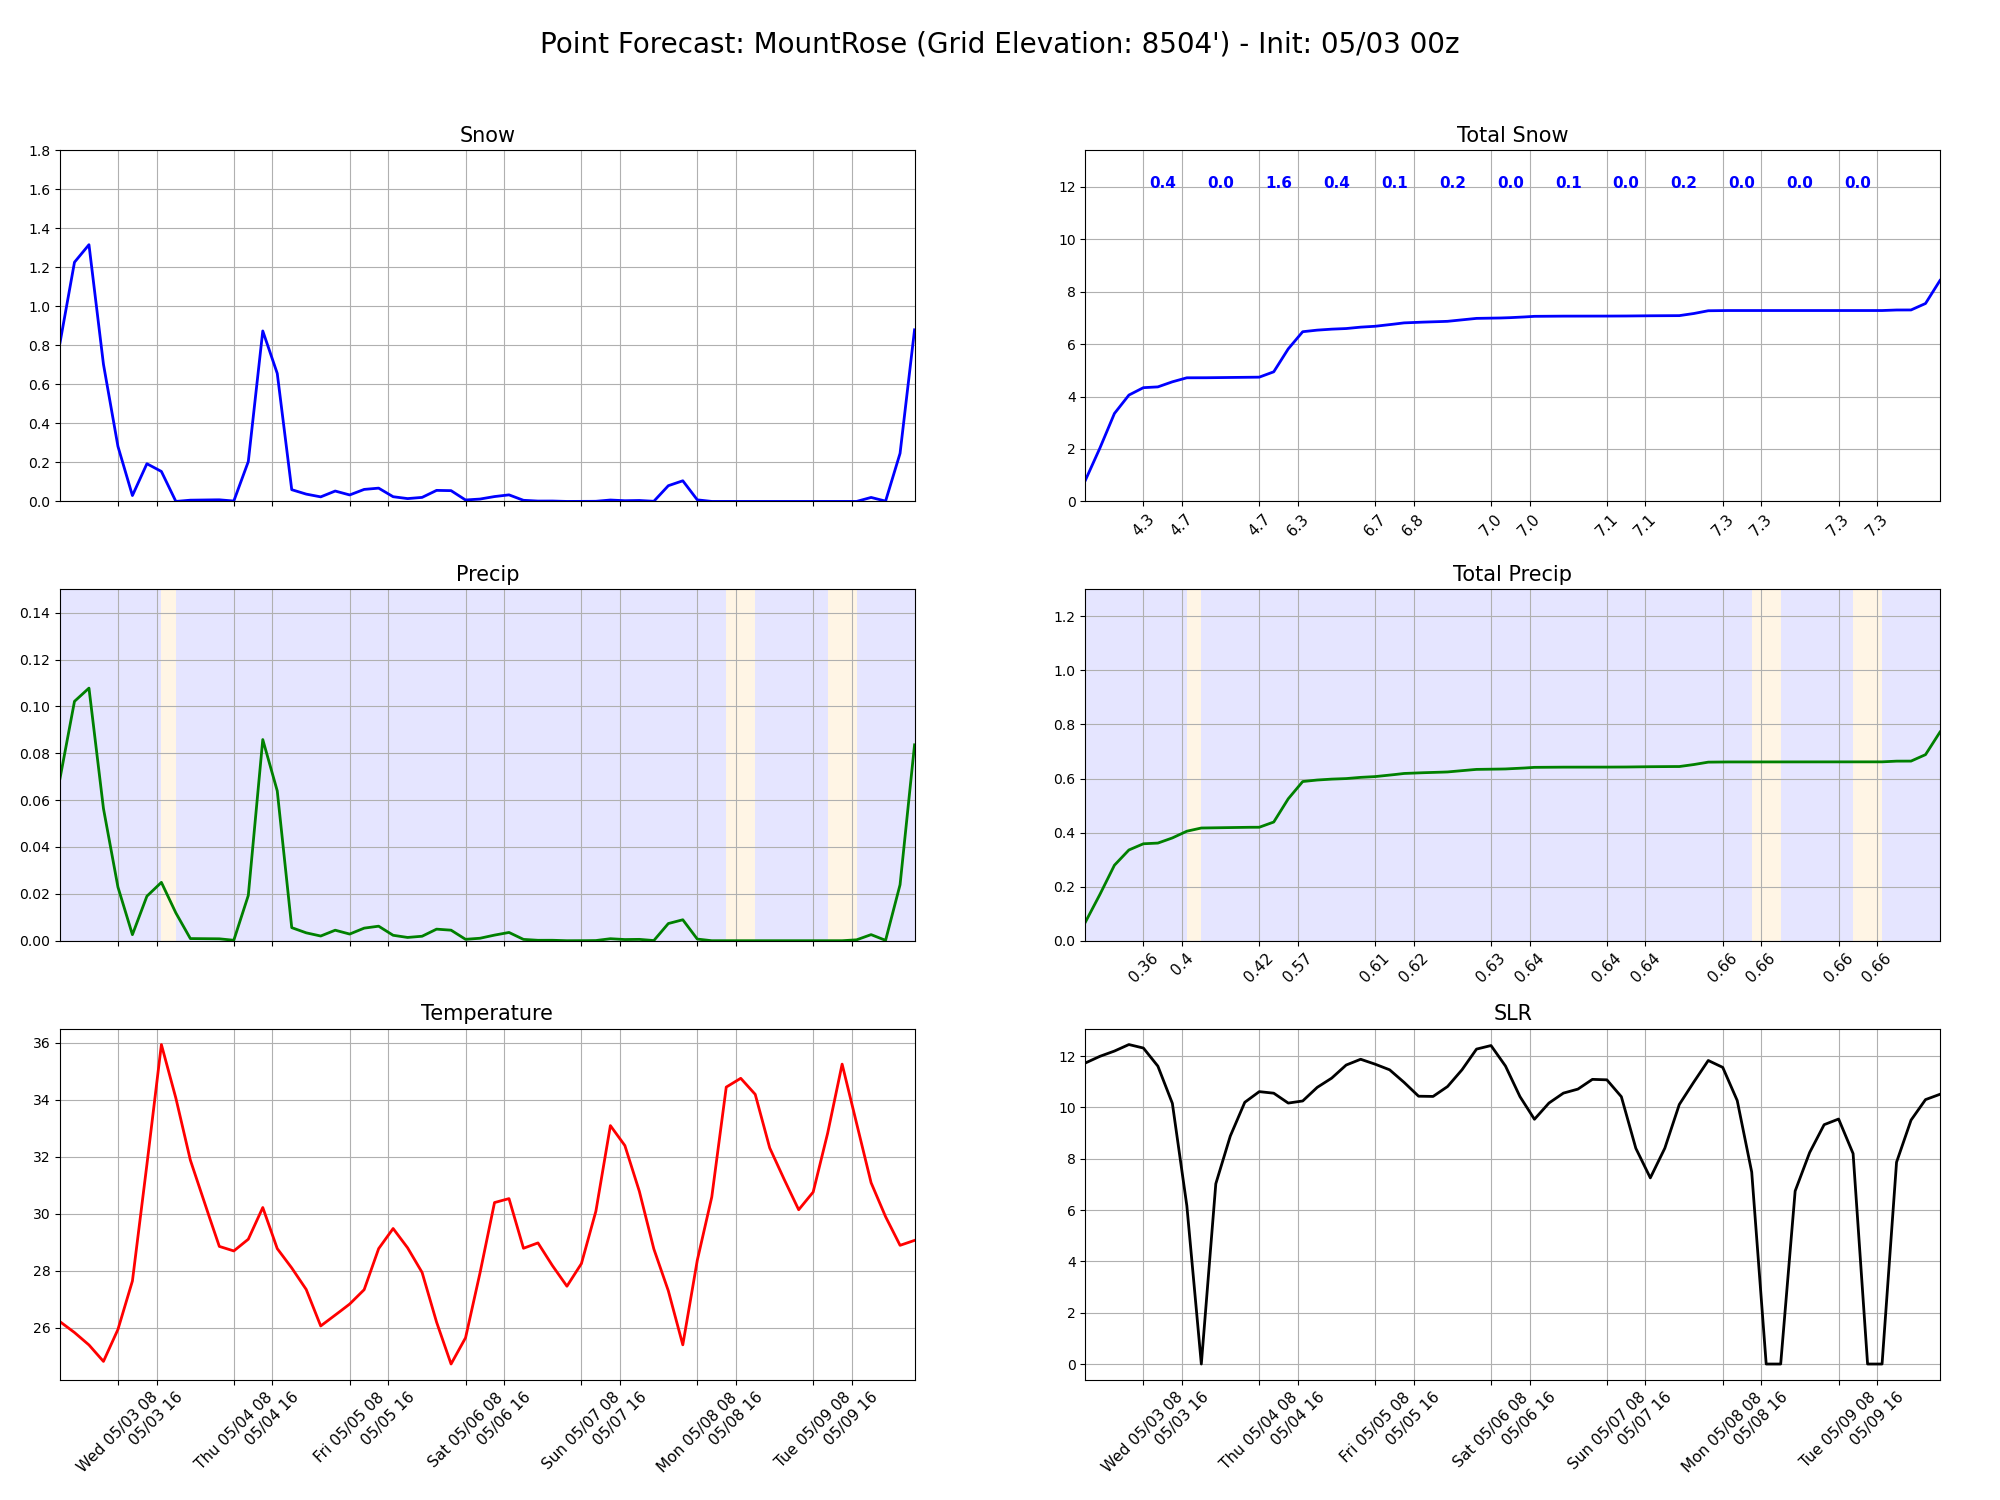 Point Forecast: MountRose (Grid Elevation: 8504') - Init: 05/03 00z
Snow
1.8
1.6
1.4
1.2
1.0
0.8
0.6
0.4
0.2
0.0
Total Snow
0.4 0.0 1.6 0.4 0.1 0.2 0.0 0.1 0.0 0.2 0.0 0.0 0.0
12
10
8
6
4
2
0
4.3 4.7 4.7 6.3 6.7 6.8 7.0 7.0 7.1 7.1 7.3 7.3 7.3 7.3
Precip
0.14
0.12
0.10
0.08
0.06
0.04
0.02
0.00
Total Precip
1.2
1.0
0.8
0.6
0.4
0.2
0.0
0.36 0.4 0.42 0.57 0.61 0.62 0.63 0.64 0.64 0.64 0.66 0.66 0.66 0.66
Temperature
36
34
32
30
28
26
Wed 05/03 08
05/03 16
Thu 05/04 08
05/04 16
Fri 05/05 08
05/05 16
Sat 05/06 08
05/06 16
Sun 05/07 08
05/07 16
Mon 05/08 08
05/08 16
Tue 05/09 08
05/09 16
SLR
12
10
8
6
4
2
0
Wed 05/03 08
05/03 16
Thu 05/04 08
05/04 16
Fri 05/05 08
05/05 16
Sat 05/06 08
05/06 16
Sun 05/07 08
05/07 16
Mon 05/08 08
05/08 16
Tue 05/09 08
05/09 16